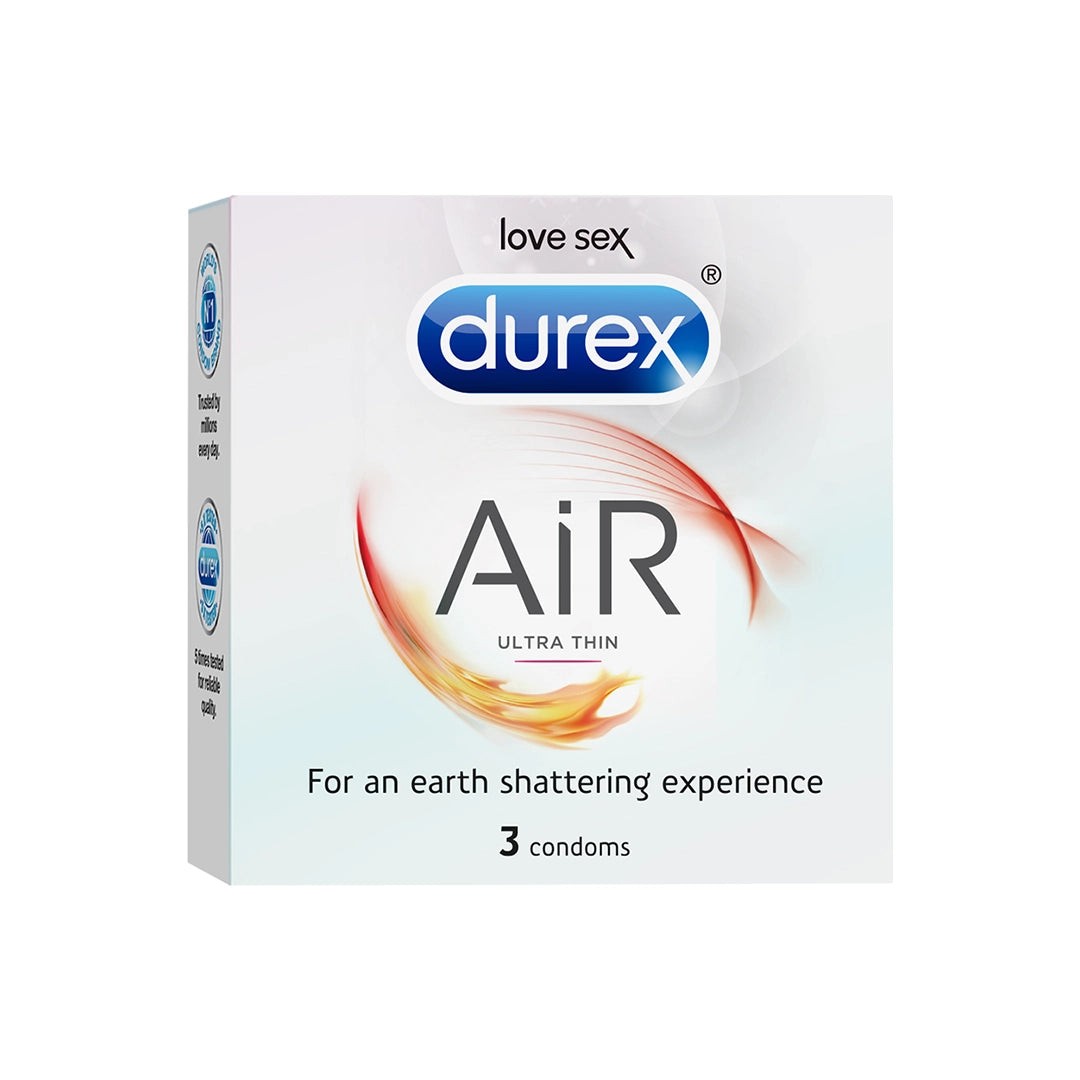 love sex
durex
®
AiR
ULTRA THIN
For an earth shattering experience
3 condoms
Trusted by
millions
every day.
durex
5 times tested
for reliable
quality.